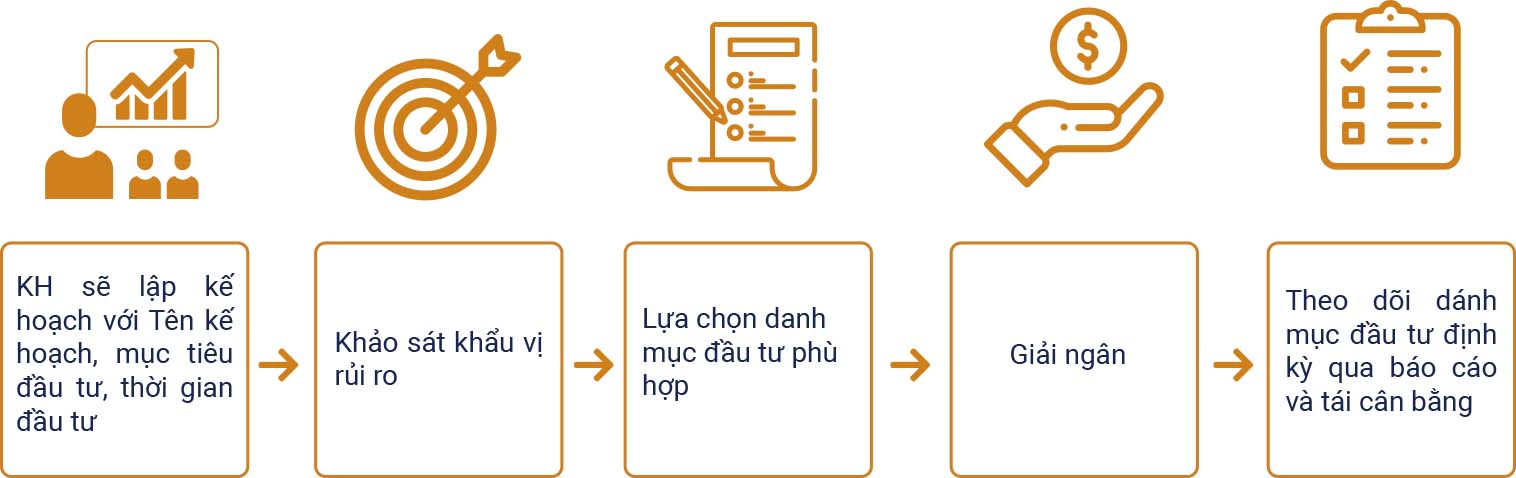 KH sẽ lập kế
hoạch với Tên kế
hoạch, mục tiêu
đầu tư, thời gian
đầu tư
Khảo sát khẩu vị
rủi ro
Lựa chọn danh
mục đầu tư phù
hợp
Giải ngân
Theo dõi dánh
mục đầu tư định
kỳ qua báo cáo
và tái cân bằng